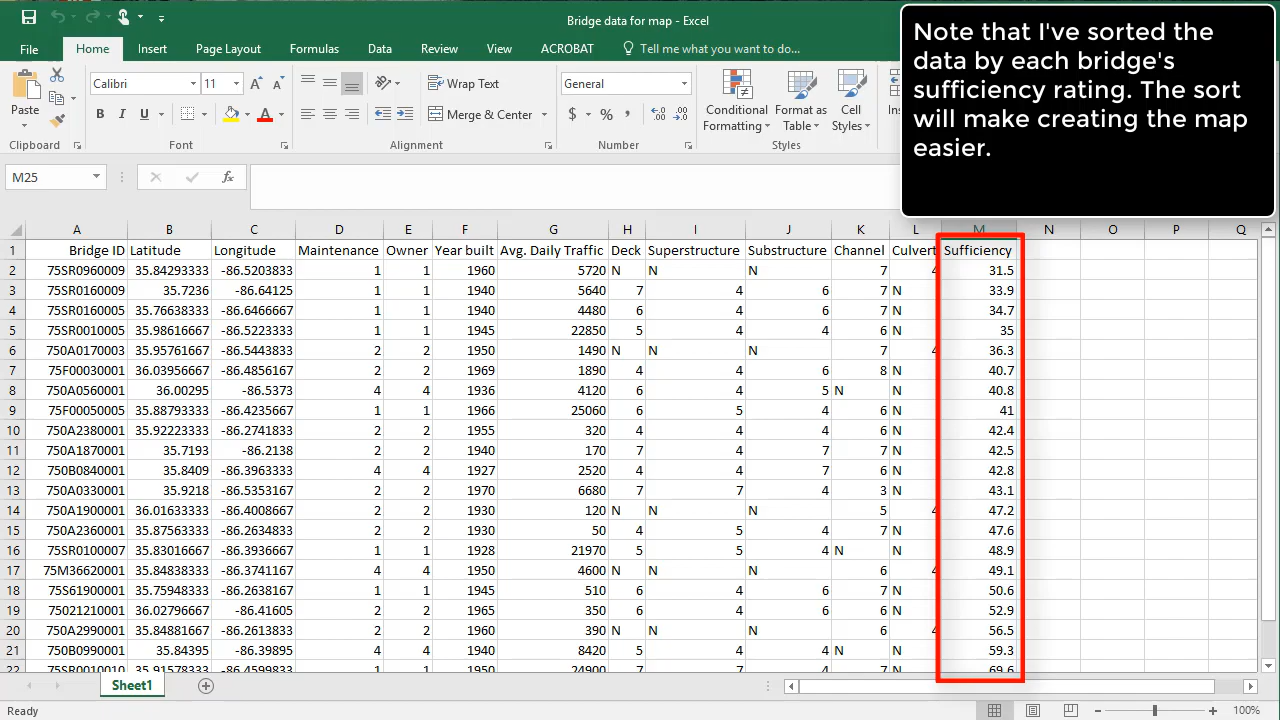 Bridge data for map - Excel
File Home Insert Page Layout Formulas Data Review View ACROBAT Tell me what you want to do...
Note that I've sorted the
data by each bridge's
sufficiency rating. The sort
will make creating the map
easier.
Paste
Calibri 11
B I U A
Wrap Text
Merge & Center
General
$ % ,
Conditional Formatting
Format as Table
Cell Styles
Clipboard Font Alignment Number Styles
M25 fx
A B C D E F G H I J K L M N O P Q
1 Bridge ID Latitude Longitude Maintenance Owner Year built Avg. Daily Traffic Deck Superstructure Substructure Channel Culvert Sufficiency
2 75SR0960009 35.84293333 -86.5203833 1 1 1960 5720 N N N 7 4 31.5
3 75SR0160009 35.7236 -86.64125 1 1 1940 5640 7 4 6 7 N 33.9
4 75SR0160005 35.76633333 -86.6466667 1 1 1940 4480 6 4 6 7 N 34.7
5 75SR0010005 35.98616667 -86.5223333 1 1 1945 22850 5 4 4 6 N 35
6 750A0170003 35.95761667 -86.5443833 2 2 1950 1490 N N N 7 4 36.3
7 75F00030001 36.03956667 -86.4856167 2 2 1969 1890 4 4 6 8 N 40.7
8 750A0560001 36.00295 -86.5373 4 4 1936 4120 6 4 5 N N 40.8
9 75F00050005 35.88793333 -86.4235667 1 1 1966 25060 6 5 4 6 N 41
10 750A2380001 35.92223333 -86.2741833 2 2 1955 320 4 4 4 6 N 42.4
11 750A1870001 35.7193 -86.2138 2 2 1940 170 7 4 7 7 N 42.5
12 750B0840001 35.8409 -86.3963333 4 4 1927 2520 4 4 7 6 N 42.8
13 750A0330001 35.9218 -86.5353167 2 2 1970 6680 7 7 4 3 N 43.1
14 750A1900001 36.01633333 -86.4008667 2 2 1930 120 N N N 5 4 47.2
15 750A2360001 35.87563333 -86.2634833 2 2 1930 50 4 5 4 7 N 47.6
16 75SR0100007 35.83016667 -86.3936667 1 1 1928 21970 5 5 4 N N 48.9
17 75M36620001 35.84838333 -86.3741167 4 4 1950 4600 N N N 6 4 49.1
18 75S61900001 35.75948333 -86.2638167 1 1 1945 510 6 4 6 7 N 50.6
19 75021210001 36.02796667 -86.41605 2 2 1965 350 6 4 6 6 N 52.9
20 750A2990001 35.84881667 -86.2613833 2 2 1960 390 N N N 6 4 56.5
21 750B0990001 35.84395 -86.39895 4 4 1940 8420 5 4 4 N N 59.3
22 75SR0010010 35.91578333 -86.4599833 1 1 1950 24900 7 7 4 7 N 69.6
Sheet1
Ready 100%